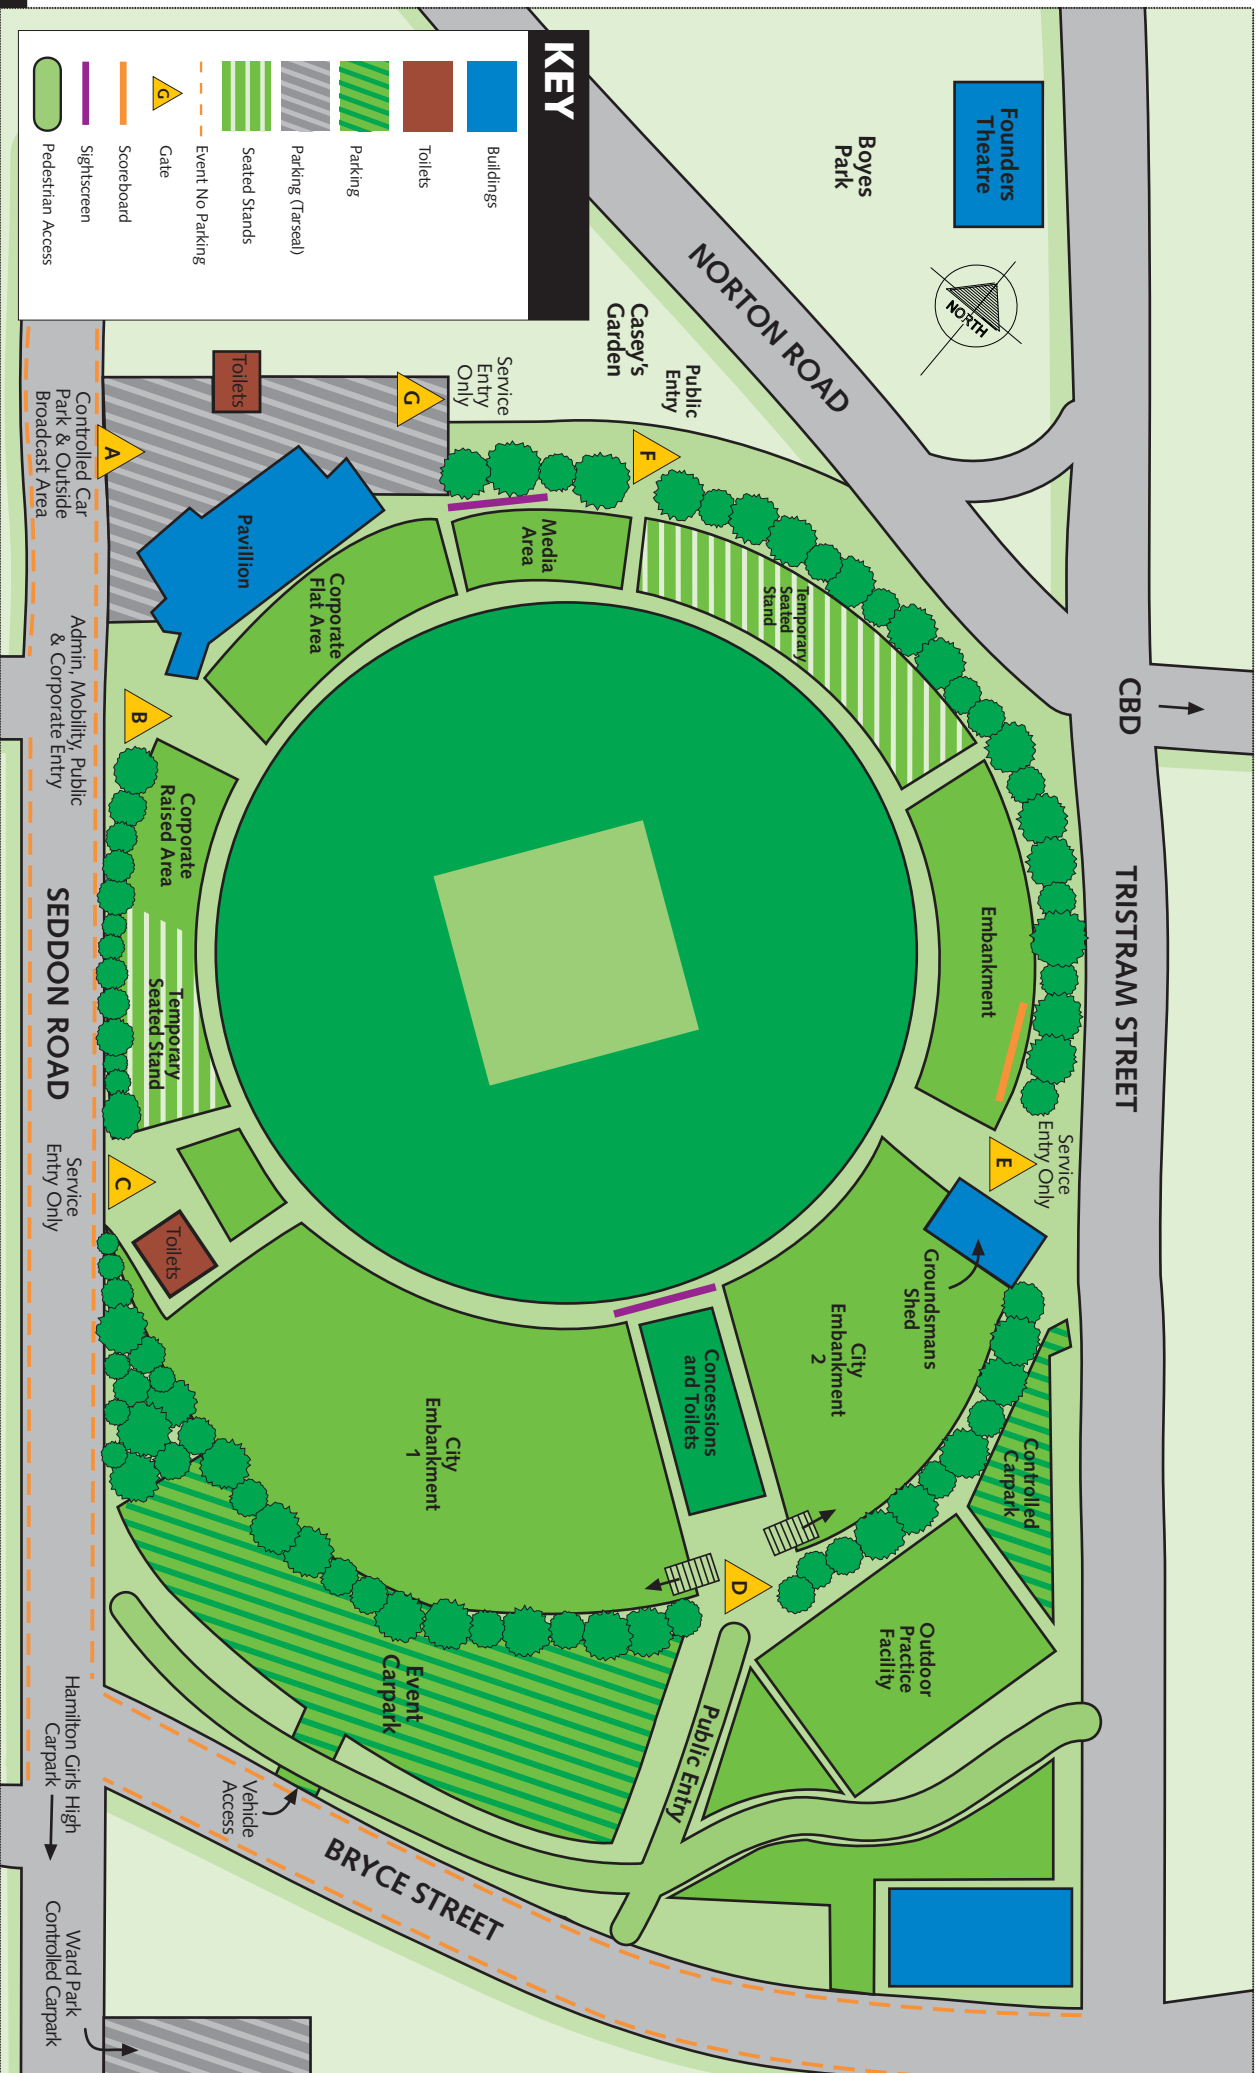 KEY
Buildings
Toilets
Parking
Parking (Tarseal)
Seated Stands
Event No Parking
G
Gate
Scoreboard
Sightscreen
Pedestrian Access
Founders
Theatre
Boyes
Park
NORTH
NORTON ROAD
CBD
TRISTRAM STREET
Casey's
Garden
Public
Entry
Service
Entry
Only
F
G
Toilets
A
Controlled Car
Park & Outside
Broadcast Area
Pavillion
Corporate
Flat Area
Media
Area
Temporary
Seated
Stand
Embankment
Admin, Mobility, Public
& Corporate Entry
B
Corporate
Raised Area
Temporary
Seated Stand
SEDDON ROAD
Service
Entry Only
C
Toilets
Service
Entry Only
E
Groundsmans
Shed
City
Embankment
2
Concessions
and Toilets
City
Embankment
1
Controlled
Carpark
D
Outdoor
Practice
Facility
Event
Carpark
Public Entry
Vehicle
Access
BRYCE STREET
Hamilton Girls High
Carpark
Ward Park
Controlled Carpark